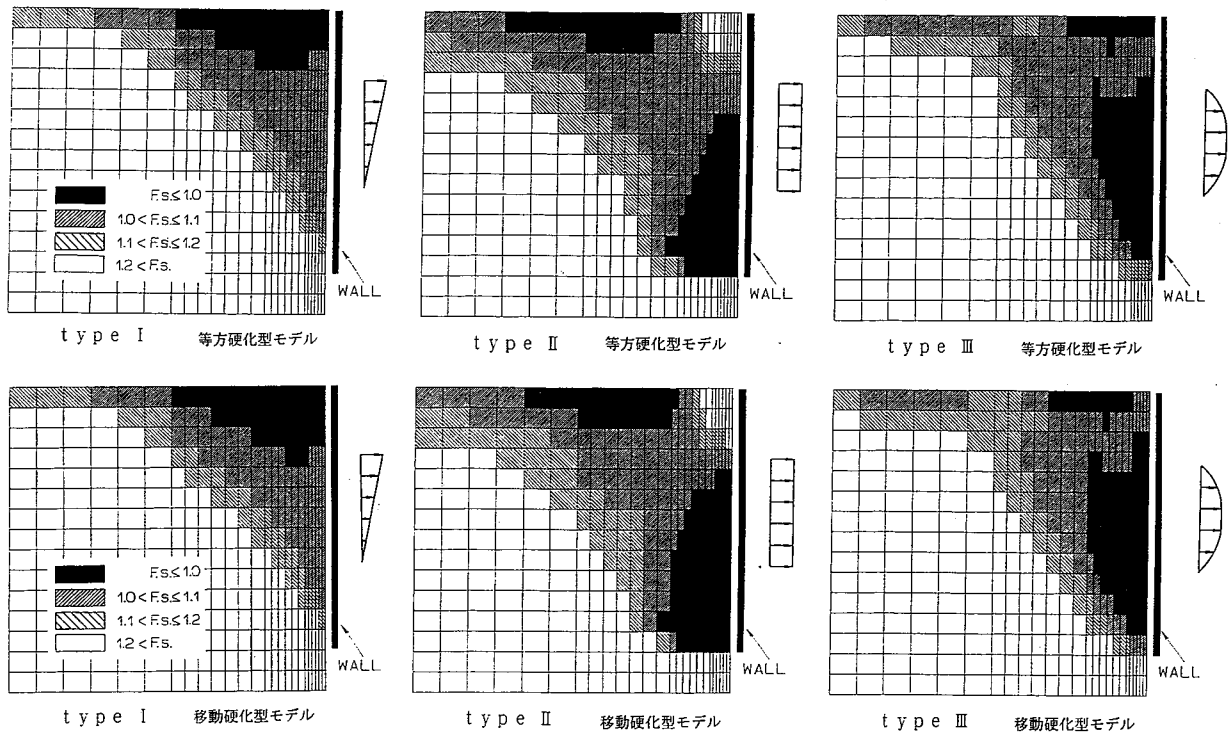 F.s.≤1.0
1.0<F.s.≤1.1
1.1<F.s.≤1.2
1.2<F.s.
WALL
WALL
WALL
type Ⅰ 等方硬化型モデル
type Ⅱ 等方硬化型モデル
type Ⅲ 等方硬化型モデル
F.s.≤1.0
1.0<F.s.≤1.1
1.1<F.s.≤1.2
1.2<F.s.
WALL
WALL
WALL
type Ⅰ 移動硬化型モデル
type Ⅱ 移動硬化型モデル
type Ⅲ 移動硬化型モデル